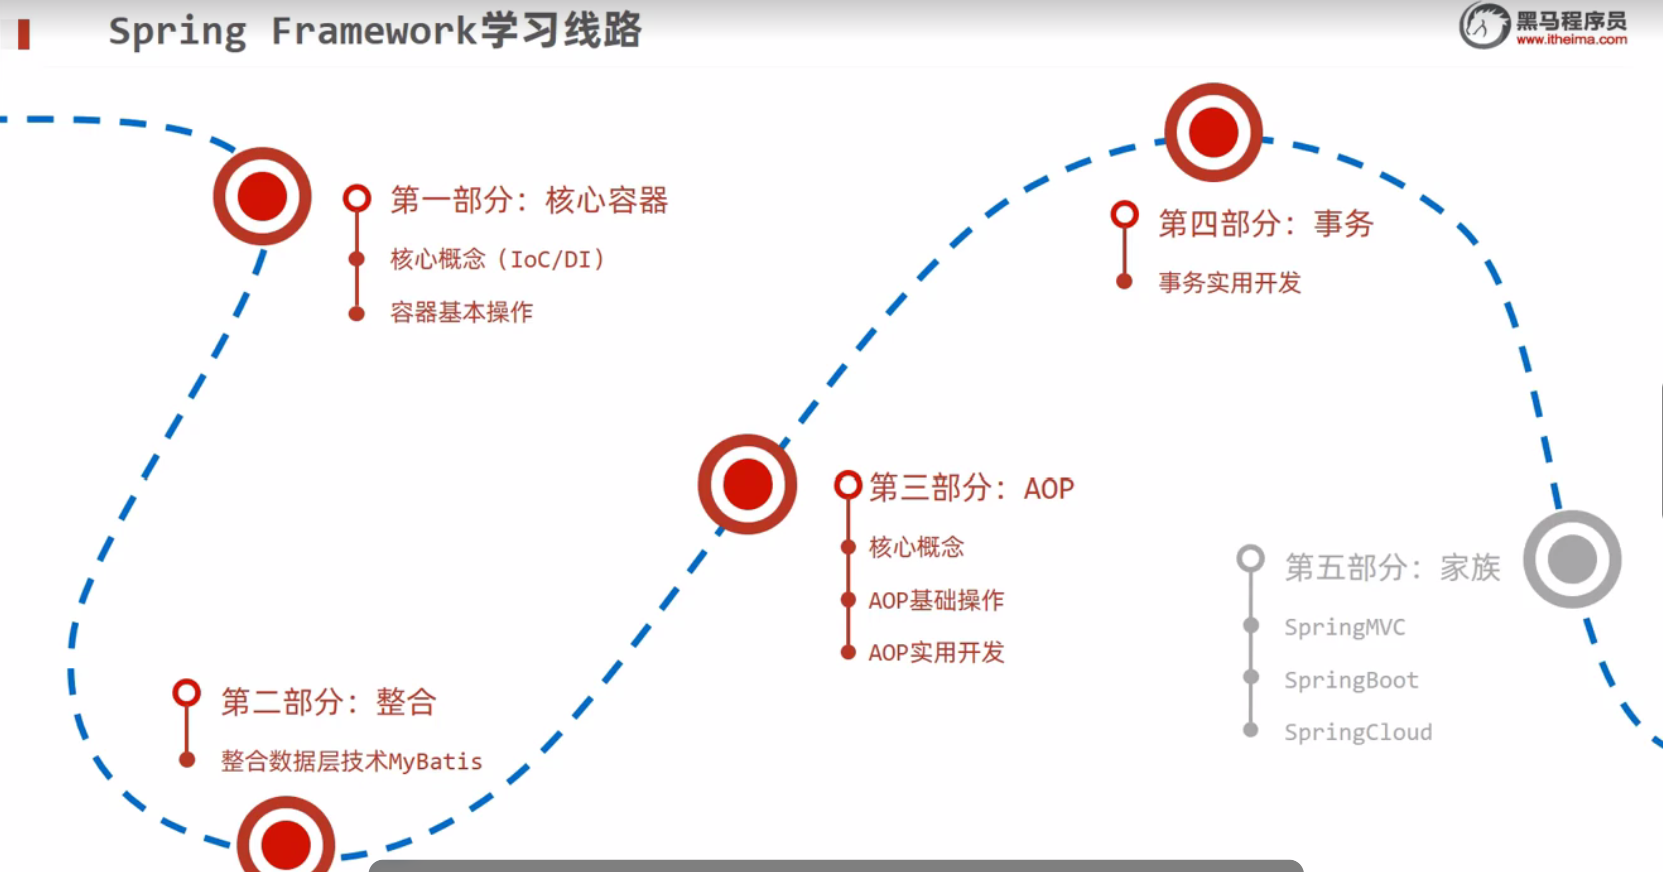 Spring Framework学习线路
黑马程序员
www.itheima.com
第一部分：核心容器
核心概念（IoC/DI）
容器基本操作
第二部分：整合
整合数据层技术MyBatis
第三部分：AOP
核心概念
AOP基础操作
AOP实用开发
第四部分：事务
事务实用开发
第五部分：家族
SpringMVC
SpringBoot
SpringCloud